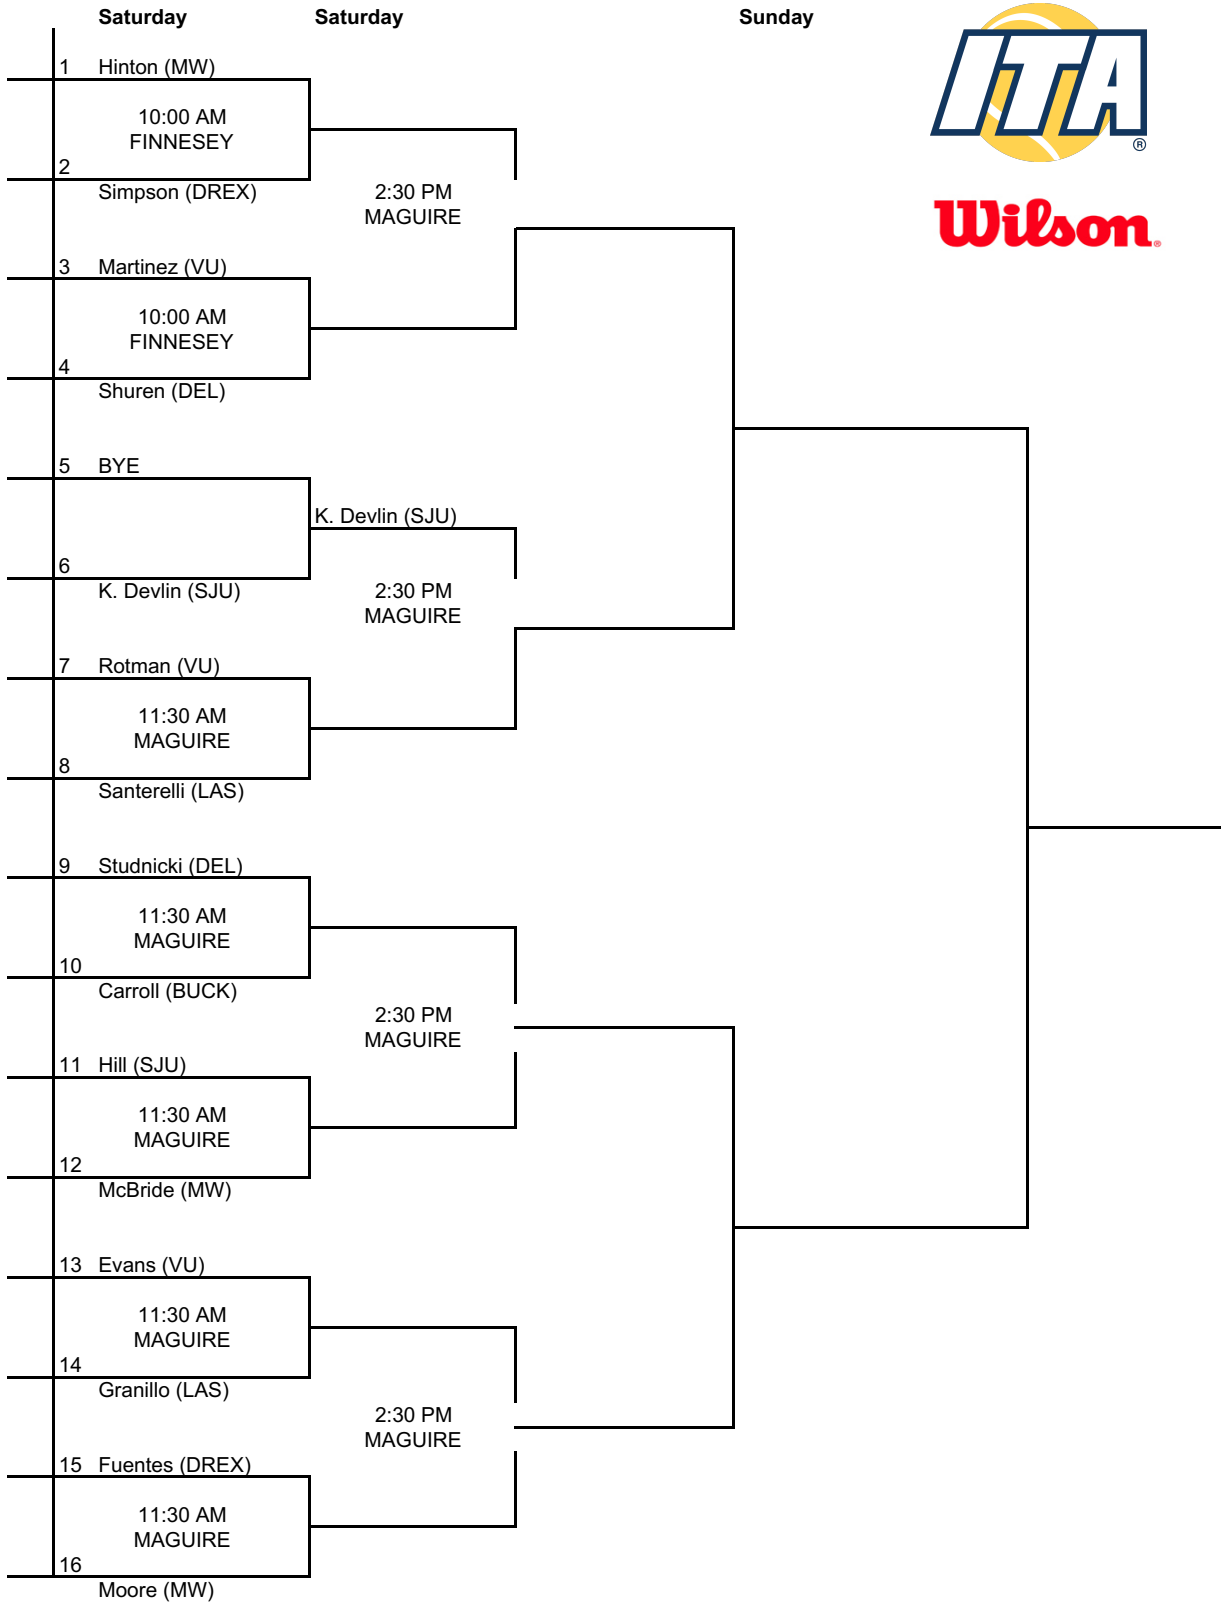 Saturday
Saturday
Sunday
ITA
®
Wilson.
1 Hinton (MW)
10:00 AM
FINNESEY
2
Simpson (DREX)
2:30 PM
MAGUIRE
3 Martinez (VU)
10:00 AM
FINNESEY
4
Shuren (DEL)
5 BYE
K. Devlin (SJU)
6
K. Devlin (SJU)
2:30 PM
MAGUIRE
7 Rotman (VU)
11:30 AM
MAGUIRE
8
Santerelli (LAS)
9 Studnicki (DEL)
11:30 AM
MAGUIRE
10
Carroll (BUCK)
2:30 PM
MAGUIRE
11 Hill (SJU)
11:30 AM
MAGUIRE
12
McBride (MW)
13 Evans (VU)
11:30 AM
MAGUIRE
14
Granillo (LAS)
2:30 PM
MAGUIRE
15 Fuentes (DREX)
11:30 AM
MAGUIRE
16
Moore (MW)